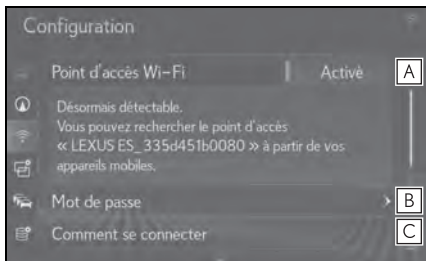 Configuration
Point d'accès Wi-Fi Activè A
Désormais détectable.
Vous pouvez rechercher le point d'accès
« LEXUS ES_335d451b0080 » à partir de vos
appareils mobiles.
Mot de passe B
Comment se connecter C